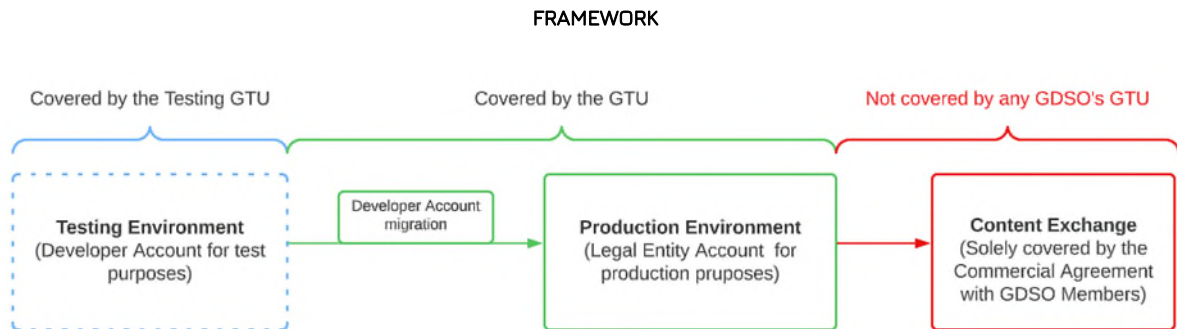 FRAMEWORK
Covered by the Testing GTU
Covered by the GTU
Not covered by any GDSO's GTU
Testing Environment
(Developer Account for test
purposes)
Developer Account
migration
Production Environment
(Legal Entity Account for
production pruposes)
Content Exchange
(Solely covered by the
Commercial Agreement
with GDSO Members)